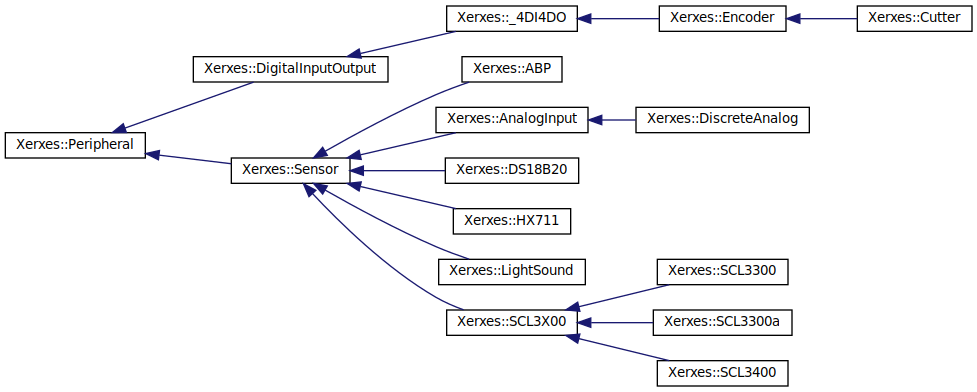 Xerxes::_4DI4DO
Xerxes::Encoder
Xerxes::Cutter
Xerxes::DigitalInputOutput
Xerxes::ABP
Xerxes::AnalogInput
Xerxes::DiscreteAnalog
Xerxes::Peripheral
Xerxes::Sensor
Xerxes::DS18B20
Xerxes::HX711
Xerxes::LightSound
Xerxes::SCL3300
Xerxes::SCL3X00
Xerxes::SCL3300a
Xerxes::SCL3400